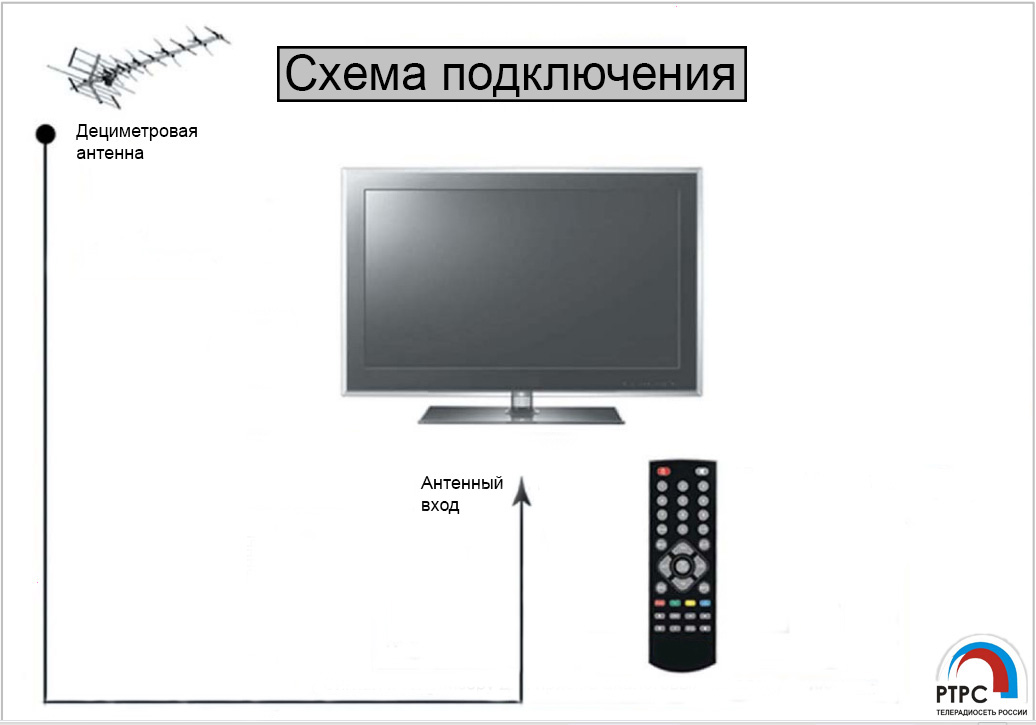 Схема подключения
Дециметровая
антенна
Антенный
вход
РТРС
ТЕЛЕРАДИОСЕТЬ РОССИИ